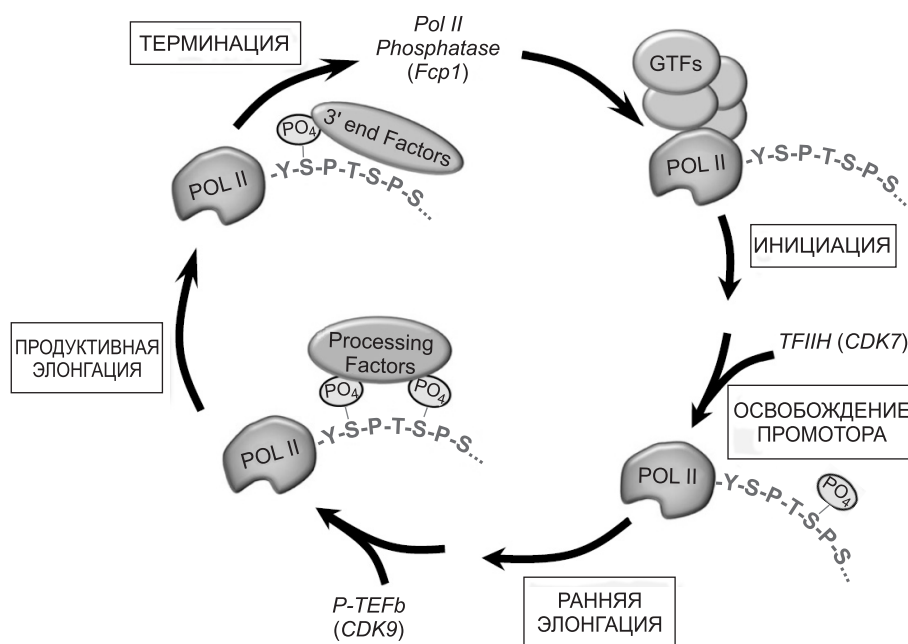 ТЕРМИНАЦИЯ
Pol II
Phosphatase
(Fcp1)
GTFs
POL II
-Y-S-P-T-S-P-S...
ИНИЦИАЦИЯ
TFIIH (CDK7)
ОСВОБОЖДЕНИЕ
ПРОМОТОРА
POL II
-Y-S-P-T-S-P-S...
PO4
РАННЯЯ
ЭЛОНГАЦИЯ
P-TEFb
(CDK9)
Processing
Factors
PO4
PO4
POL II
-Y-S-P-T-S-P-S...
ПРОДУКТИВНАЯ
ЭЛОНГАЦИЯ
PO4
3' end Factors
POL II
-Y-S-P-T-S-P-S...